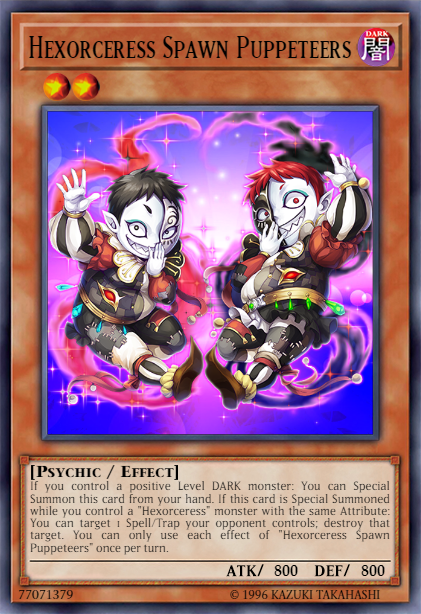 Hexorceress Spawn Puppeteers
DARK
闇
[Psychic / Effect]
If you control a positive Level DARK monster: You can Special
Summon this card from your hand. If this card is Special Summoned
while you control a "Hexorceress" monster with the same Attribute:
You can target 1 Spell/Trap your opponent controls; destroy that
target. You can only use each effect of "Hexorceress Spawn
Puppeteers" once per turn.
ATK/ 800 DEF/ 800
77071379
© 1996 KAZUKI TAKAHASHI